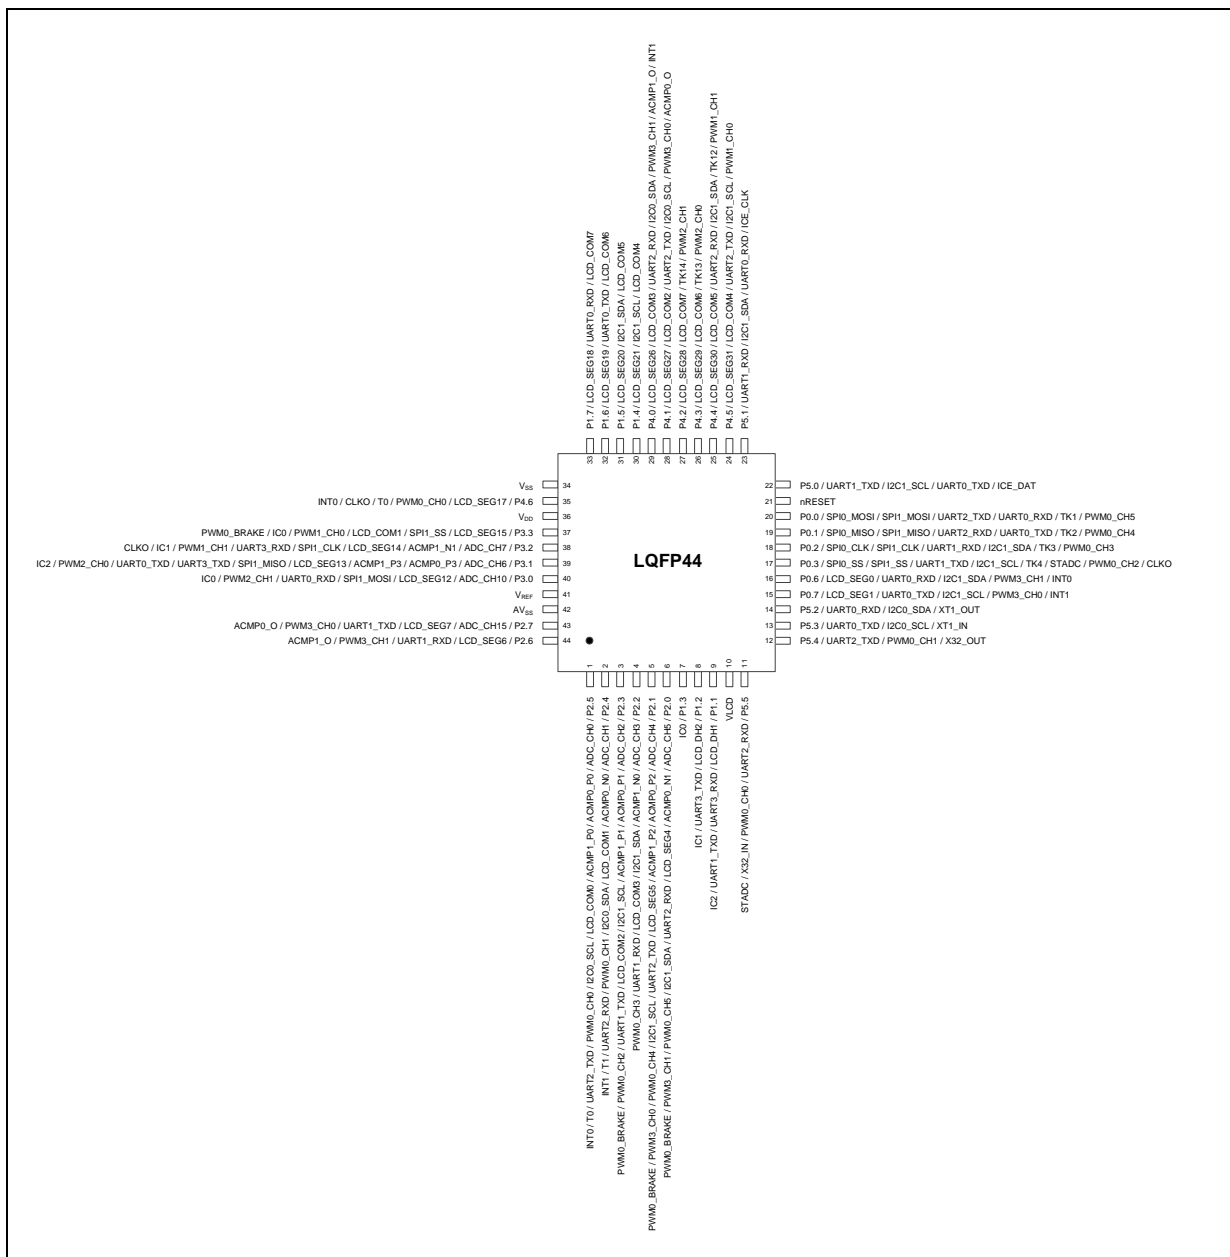 P1.7 / LCD_SEG18 / UART0_RXD / LCD_COM7
P1.6 / LCD_SEG19 / UART0_TXD / LCD_COM6
P1.5 / LCD_SEG20 / I2C1_SDA / LCD_COM5
P1.4 / LCD_SEG21 / I2C1_SCL / LCD_COM4
P4.0 / LCD_SEG26 / LCD_COM3 / UART2_RXD / I2C0_SDA / PWM3_CH1 / ACMP1_O / INT1
P4.1 / LCD_SEG27 / LCD_COM2 / UART2_TXD / I2C0_SCL / PWM3_CH0 / ACMP0_O
P4.2 / LCD_SEG28 / LCD_COM7 / TK14 / PWM2_CH1
P4.3 / LCD_SEG29 / LCD_COM6 / TK13 / PWM2_CH0
P4.4 / LCD_SEG30 / LCD_COM5 / UART2_RXD / I2C1_SDA / TK12 / PWM1_CH1
P4.5 / LCD_SEG31 / LCD_COM4 / UART2_TXD / I2C1_SCL / PWM1_CH0
P5.1 / UART1_RXD / I2C1_SDA / UART0_RXD / ICE_CLK
33
32
31
30
29
28
27
26
25
24
23
VSS
34
INT0 / CLKO / T0 / PWM0_CH0 / LCD_SEG17 / P4.6
35
VDD
36
PWM0_BRAKE / IC0 / PWM1_CH0 / LCD_COM1 / SPI1_SS / LCD_SEG15 / P3.3
37
CLKO / IC1 / PWM1_CH1 / UART3_RXD / SPI1_CLK / LCD_SEG14 / ACMP1_N1 / ADC_CH7 / P3.2
38
IC2 / PWM2_CH0 / UART0_TXD / UART3_TXD / SPI1_MISO / LCD_SEG13 / ACMP1_P3 / ACMP0_P3 / ADC_CH6 / P3.1
39
IC0 / PWM2_CH1 / UART0_RXD / SPI1_MOSI / LCD_SEG12 / ADC_CH10 / P3.0
40
VREF
41
AVSS
42
ACMP0_O / PWM3_CH0 / UART1_TXD / LCD_SEG7 / ADC_CH15 / P2.7
43
ACMP1_O / PWM3_CH1 / UART1_RXD / LCD_SEG6 / P2.6
44
LQFP44
22
P5.0 / UART1_TXD / I2C1_SCL / UART0_TXD / ICE_DAT
21
nRESET
20
P0.0 / SPI0_MOSI / SPI1_MOSI / UART2_TXD / UART0_RXD / TK1 / PWM0_CH5
19
P0.1 / SPI0_MISO / SPI1_MISO / UART2_RXD / UART0_TXD / TK2 / PWM0_CH4
18
P0.2 / SPI0_CLK / SPI1_CLK / UART1_RXD / I2C1_SDA / TK3 / PWM0_CH3
17
P0.3 / SPI0_SS / SPI1_SS / UART1_TXD / I2C1_SCL / TK4 / STADC / PWM0_CH2 / CLKO
16
P0.6 / LCD_SEG0 / UART0_RXD / I2C1_SDA / PWM3_CH1 / INT0
15
P0.7 / LCD_SEG1 / UART0_TXD / I2C1_SCL / PWM3_CH0 / INT1
14
P5.2 / UART0_RXD / I2C0_SDA / XT1_OUT
13
P5.3 / UART0_TXD / I2C0_SCL / XT1_IN
12
P5.4 / UART2_TXD / PWM0_CH1 / X32_OUT
1
2
3
4
5
6
7
8
9
10
11
INT0 / T0 / UART2_TXD / PWM0_CH0 / I2C0_SCL / LCD_COM0 / ACMP1_P0 / ACMP0_P0 / ADC_CH0 / P2.5
INT1 / T1 / UART2_RXD / PWM0_CH1 / I2C0_SDA / LCD_COM1 / ACMP0_N0 / ADC_CH1 / P2.4
PWM0_BRAKE / PWM0_CH2 / UART1_TXD / LCD_COM2 / I2C1_SCL / ACMP1_P1 / ACMP0_P1 / ADC_CH2 / P2.3
PWM0_CH3 / UART1_RXD / LCD_COM3 / I2C1_SDA / ACMP1_N0 / ADC_CH3 / P2.2
PWM0_BRAKE / PWM3_CH0 / PWM0_CH4 / I2C1_SCL / UART2_TXD / LCD_SEG5 / ACMP1_P2 / ACMP0_P2 / ADC_CH4 / P2.1
PWM0_BRAKE / PWM3_CH1 / PWM0_CH5 / I2C1_SDA / UART2_RXD / LCD_SEG4 / ACMP0_N1 / ADC_CH5 / P2.0
IC0 / P1.3
IC1 / UART3_TXD / LCD_DH2 / P1.2
IC2 / UART1_TXD / UART3_RXD / LCD_DH1 / P1.1
VLCD
STADC / X32_IN / PWM0_CH0 / UART2_RXD / P5.5